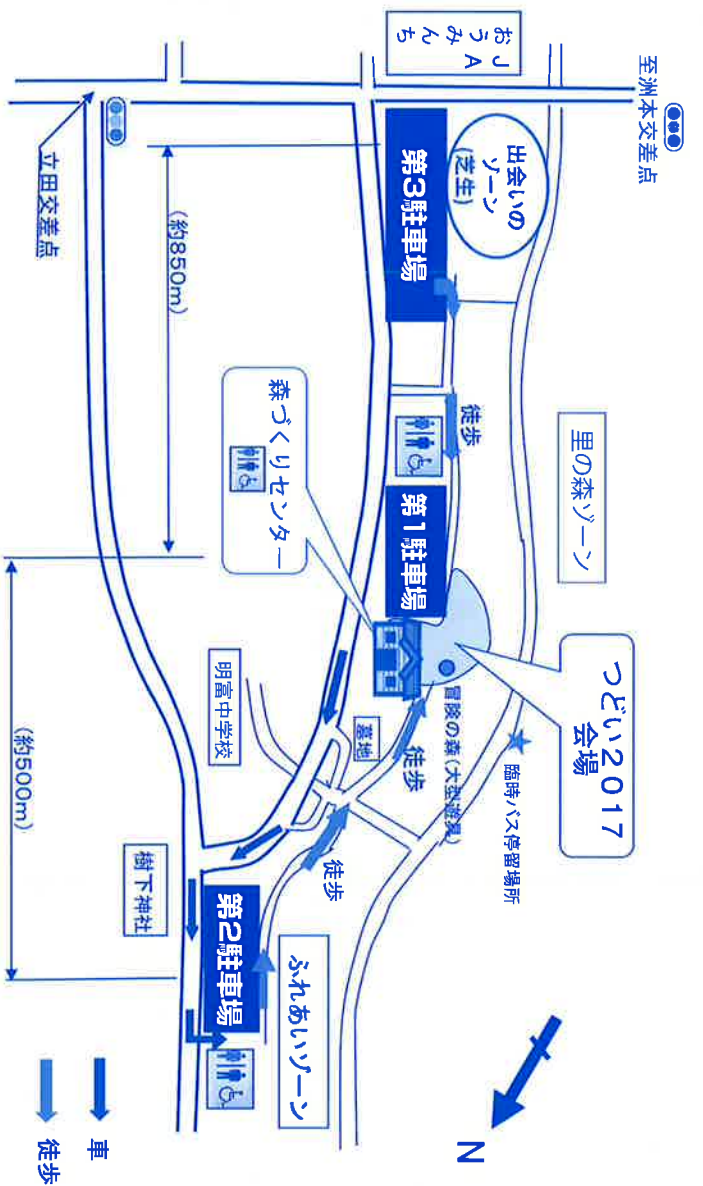 至洲本交差点
J
A
おうみんち
出会いの
ゾーン
(芝生)
第3駐車場
立田交差点
(約850m)
徒歩
里の森ゾーン
第1駐車場
森づくりセンター
つどい2017
会場
冒険の森(大型遊具)
臨時バス停留場所
徒歩
墓地
明富中学校
徒歩
(約500m)
樹下神社
第2駐車場
ふれあいゾーン
N
車
徒歩